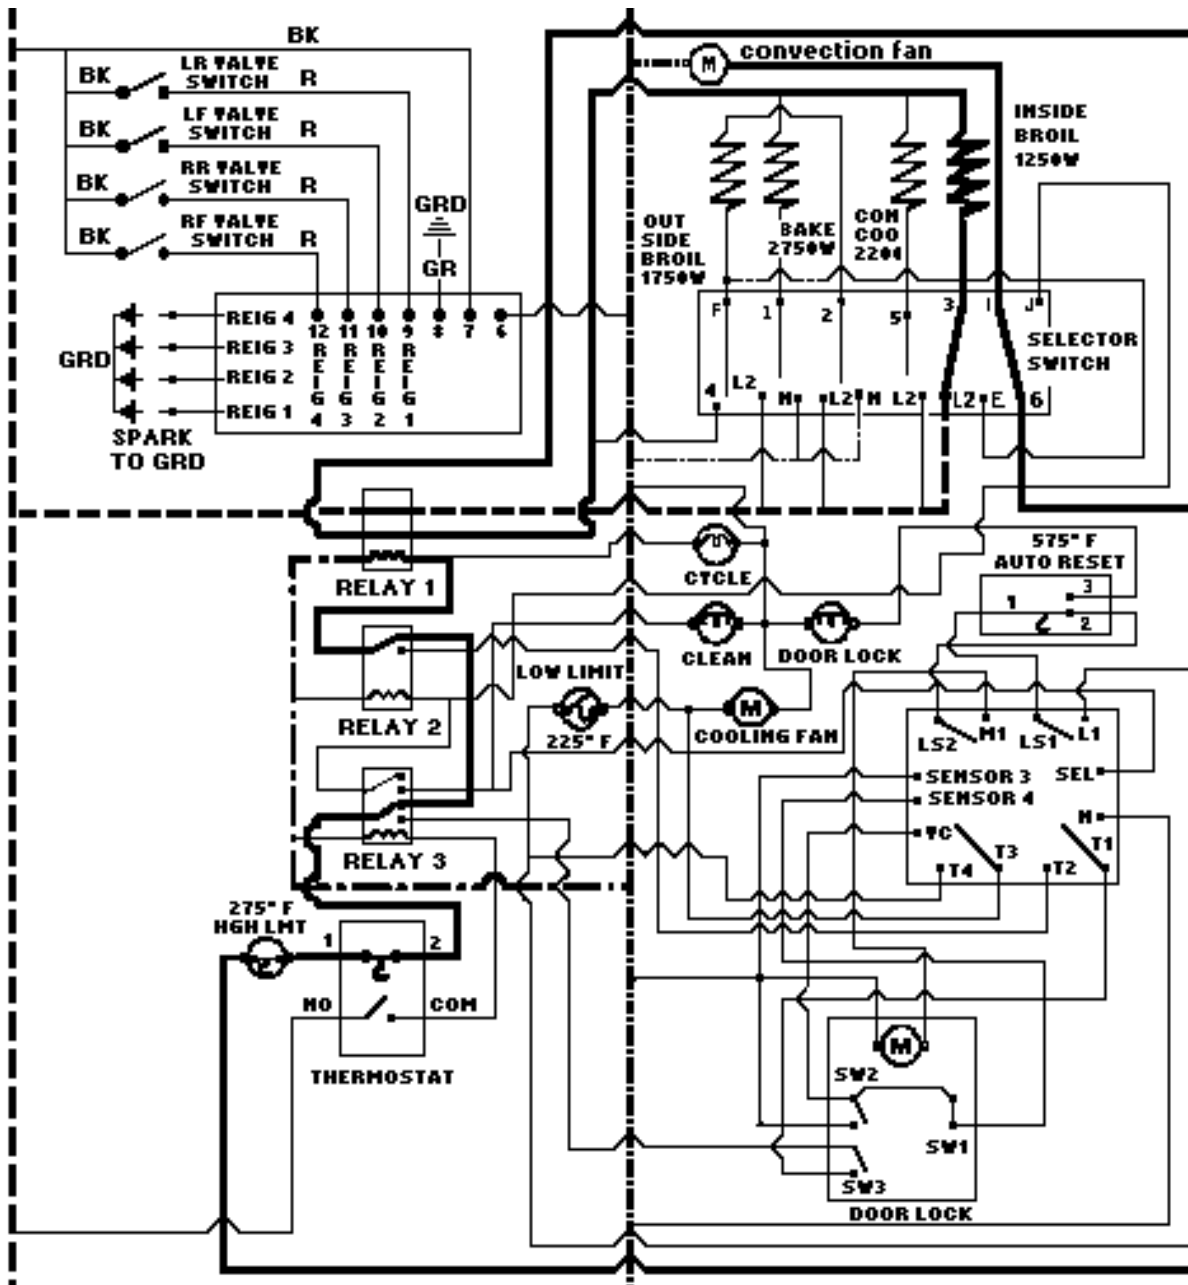 BK
LR VALVE
SWITCH
BK
R
LF VALVE
SWITCH
BK
R
RR VALVE
SWITCH
BK
R
RF VALVE
SWITCH
BK
R
GRD
GR
REIG 4
REIG 3
REIG 2
REIG 1
12 11 10 9 8 7 6
REIG 4
REIG 3
REIG 2
REIG 1
GRD
SPARK
TO GRD
M
convection fan
INSIDE
BROIL
1250W
OUT
SIDE
BROIL
1750W
BAKE
2750W
CON
COO
220
F 1 2 5 3 I J
SELECTOR
SWITCH
4 L2 N L2 N L2 L2 E 6
RELAY 1
CYCLE
575° F
AUTO RESET
3
1
2
CLEAN
DOOR LOCK
RELAY 2
LOW LIMIT
225° F
M
COOLING FAN
LS2 M1 LS1 L1
SENSOR 3
SEL
SENSOR 4
N
YC
T3
T1
T4
T2
RELAY 3
275° F
HGH LMT
1
2
NO
COM
THERMOSTAT
M
SW2
SW1
SW3
DOOR LOCK